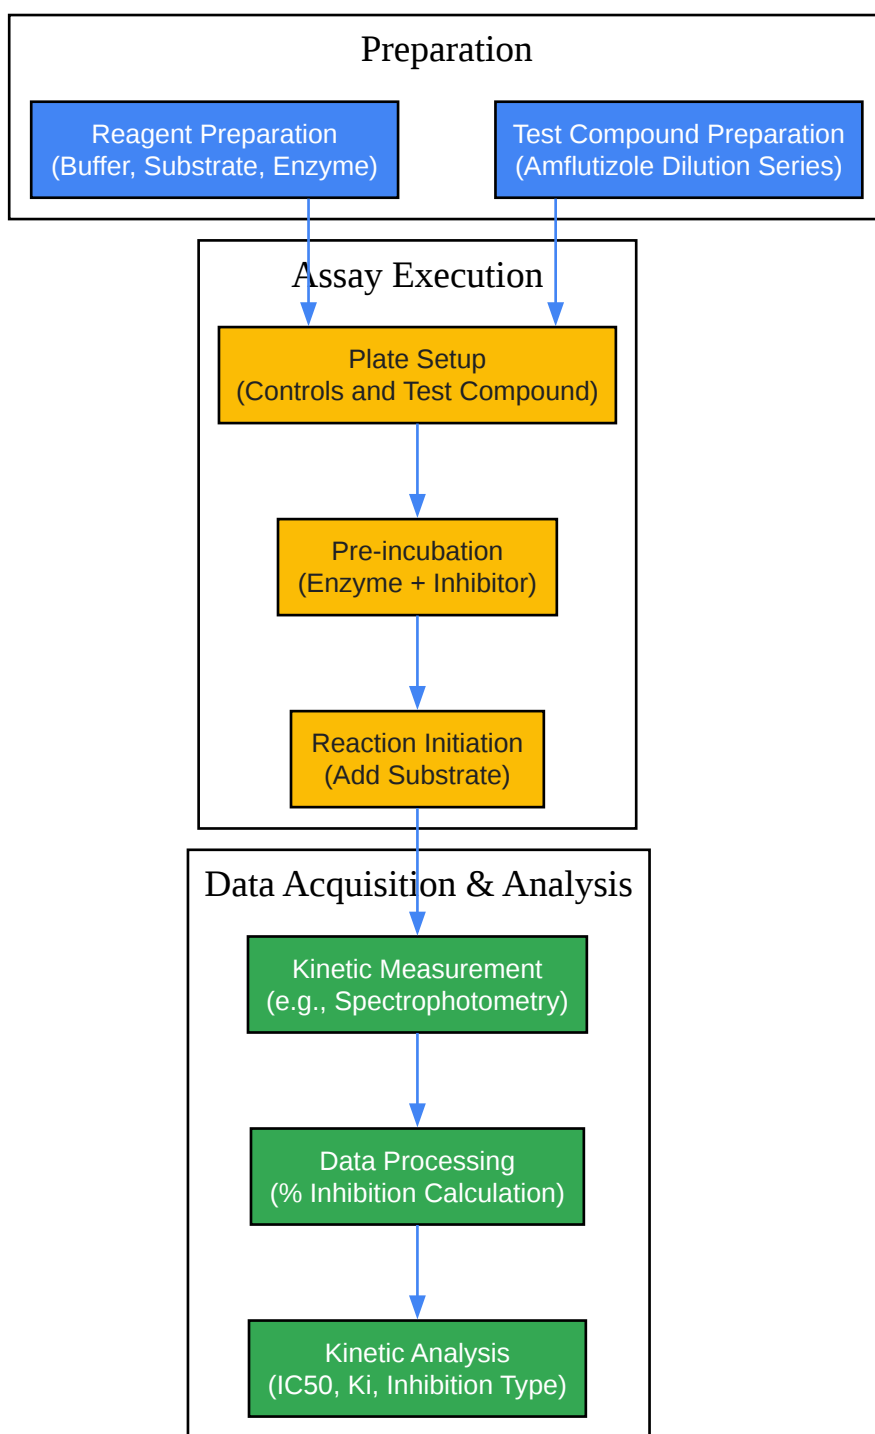 Preparation
Reagent Preparation
(Buffer, Substrate, Enzyme)
Test Compound Preparation
(Amflutizole Dilution Series)
Assay Execution
Plate Setup
(Controls and Test Compound)
Pre-incubation
(Enzyme + Inhibitor)
Reaction Initiation
(Add Substrate)
Data Acquisition & Analysis
Kinetic Measurement
(e.g., Spectrophotometry)
Data Processing
(% Inhibition Calculation)
Kinetic Analysis
(IC50, Ki, Inhibition Type)